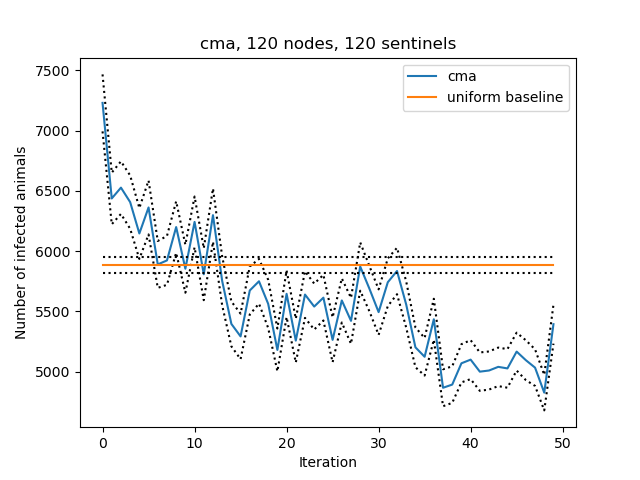 cma, 120 nodes, 120 sentinels
cma
uniform baseline
Number of infected animals
7500
7000
6500
6000
5500
5000
0 10 20 30 40 50
Iteration